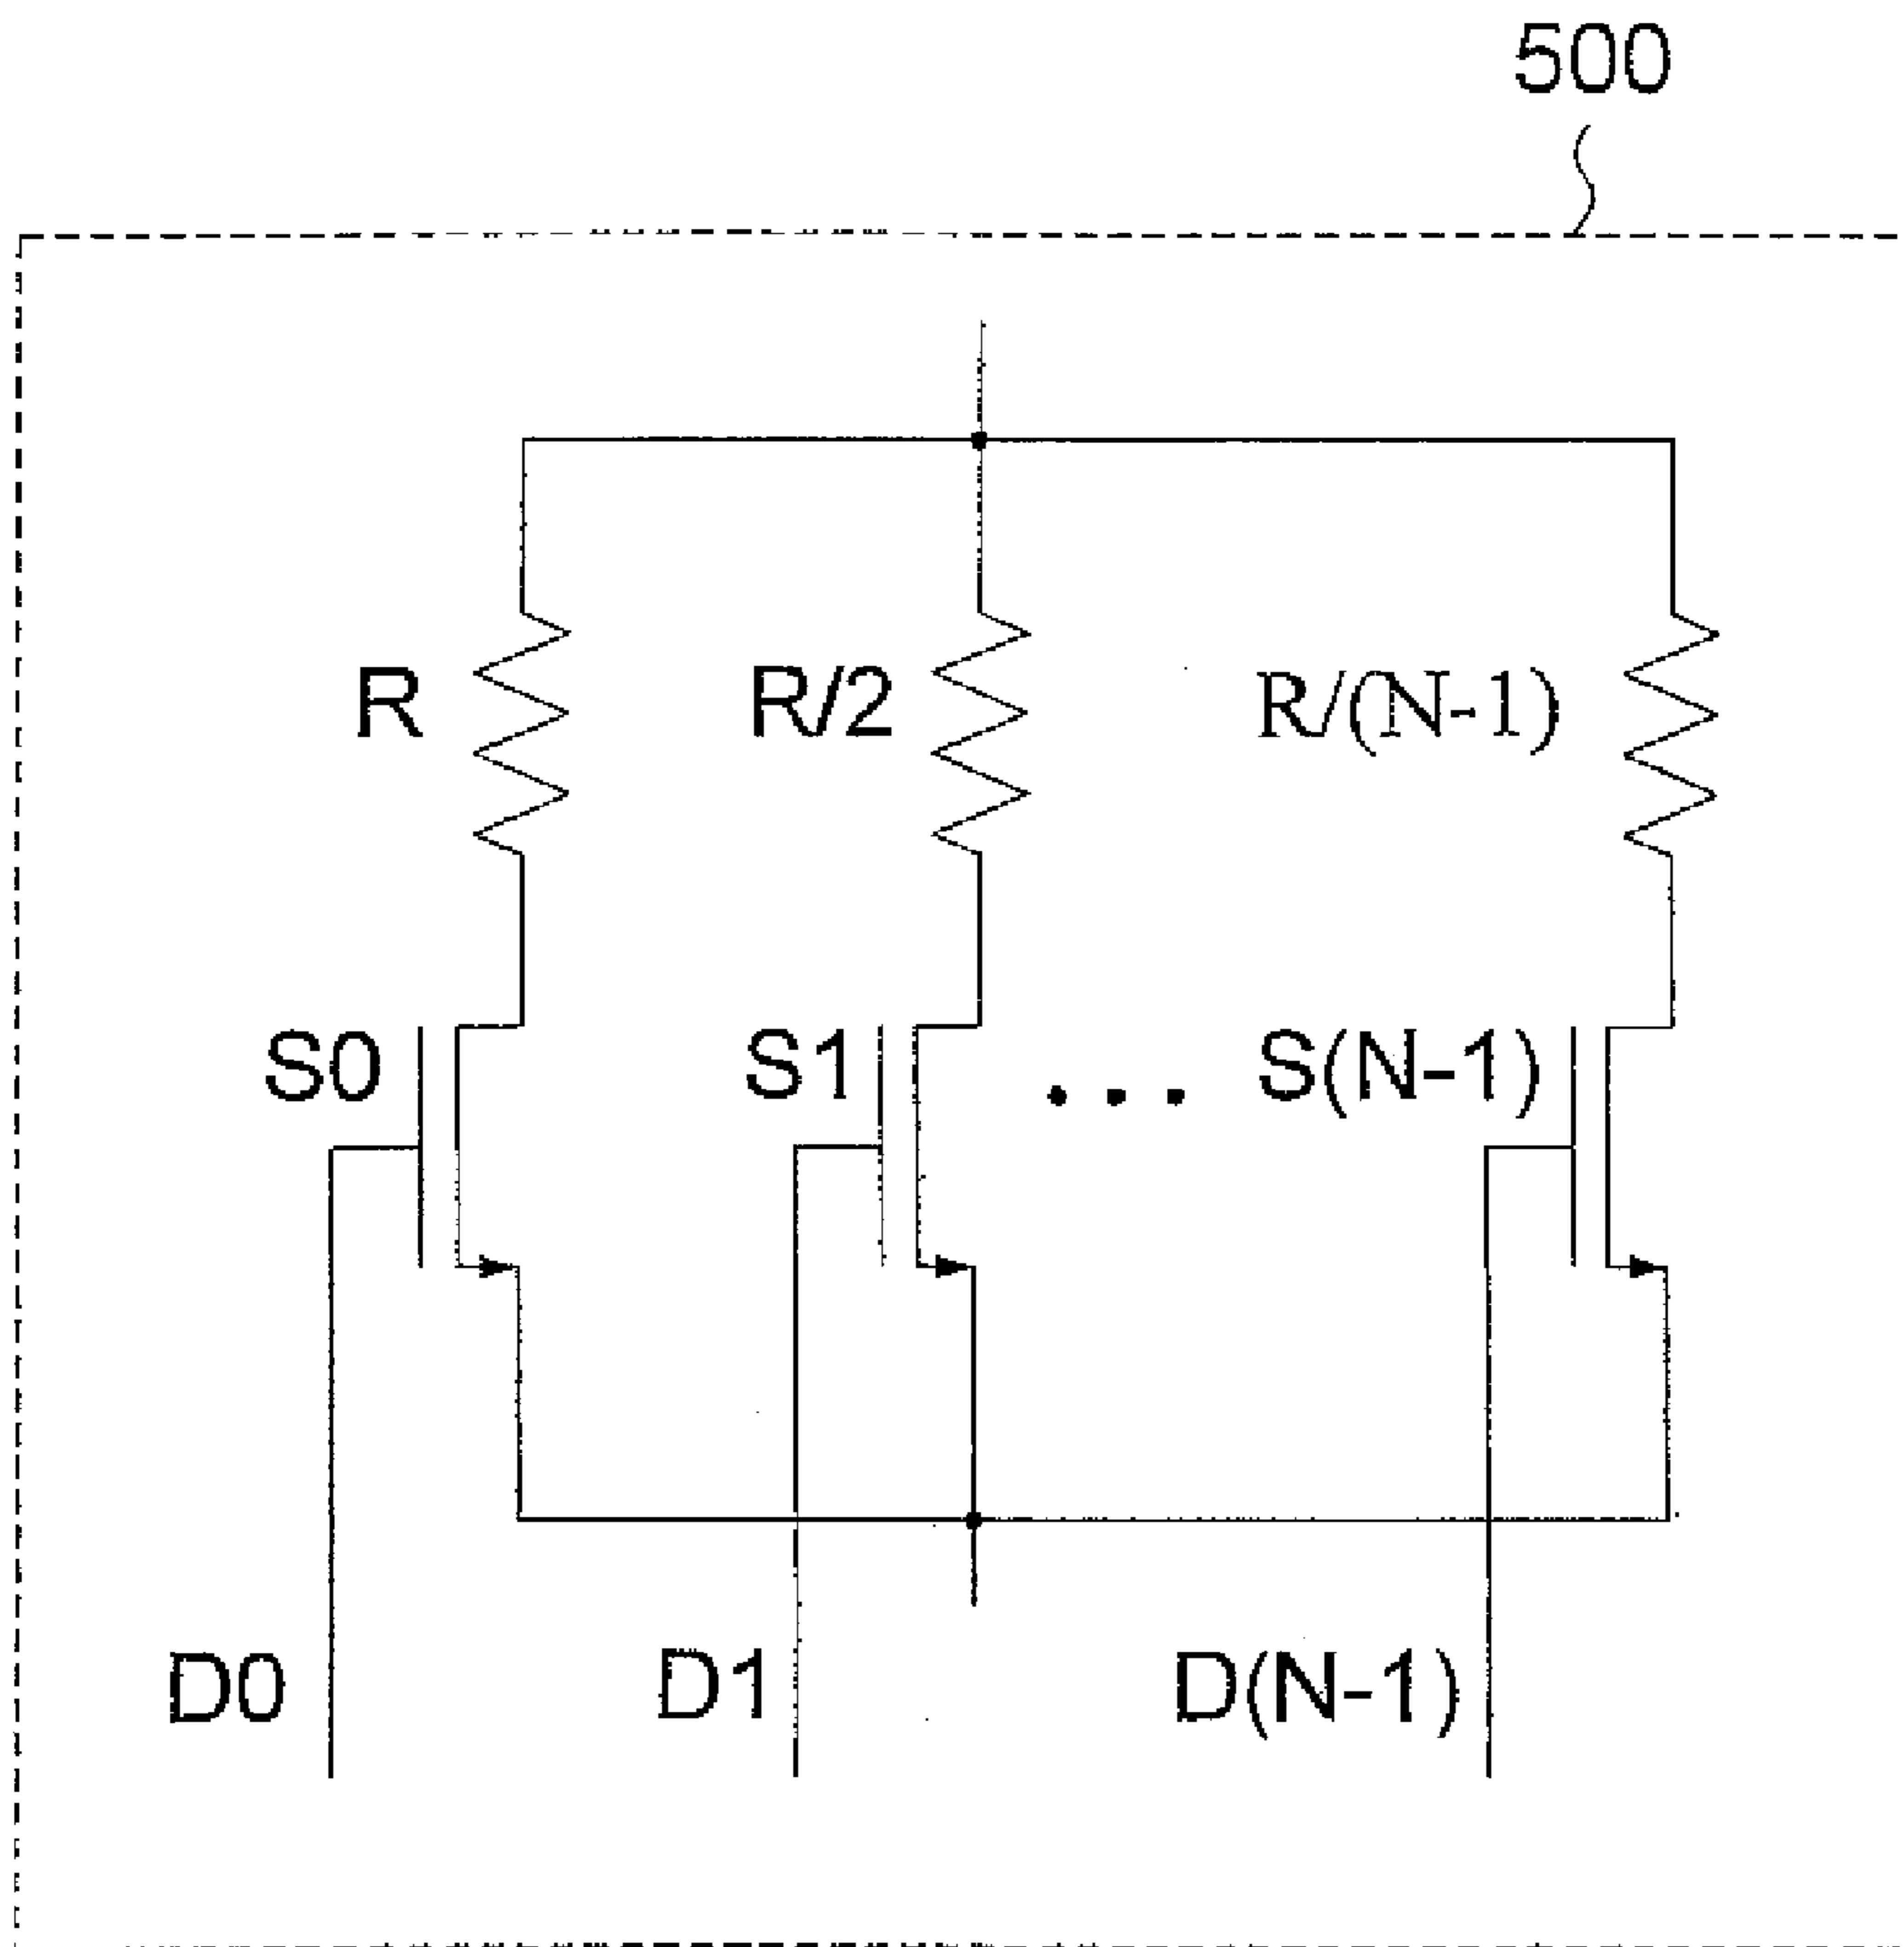 500
R R/2 R/(N-1)
S0 S1 ... S(N-1)
D0 D1 D(N-1)